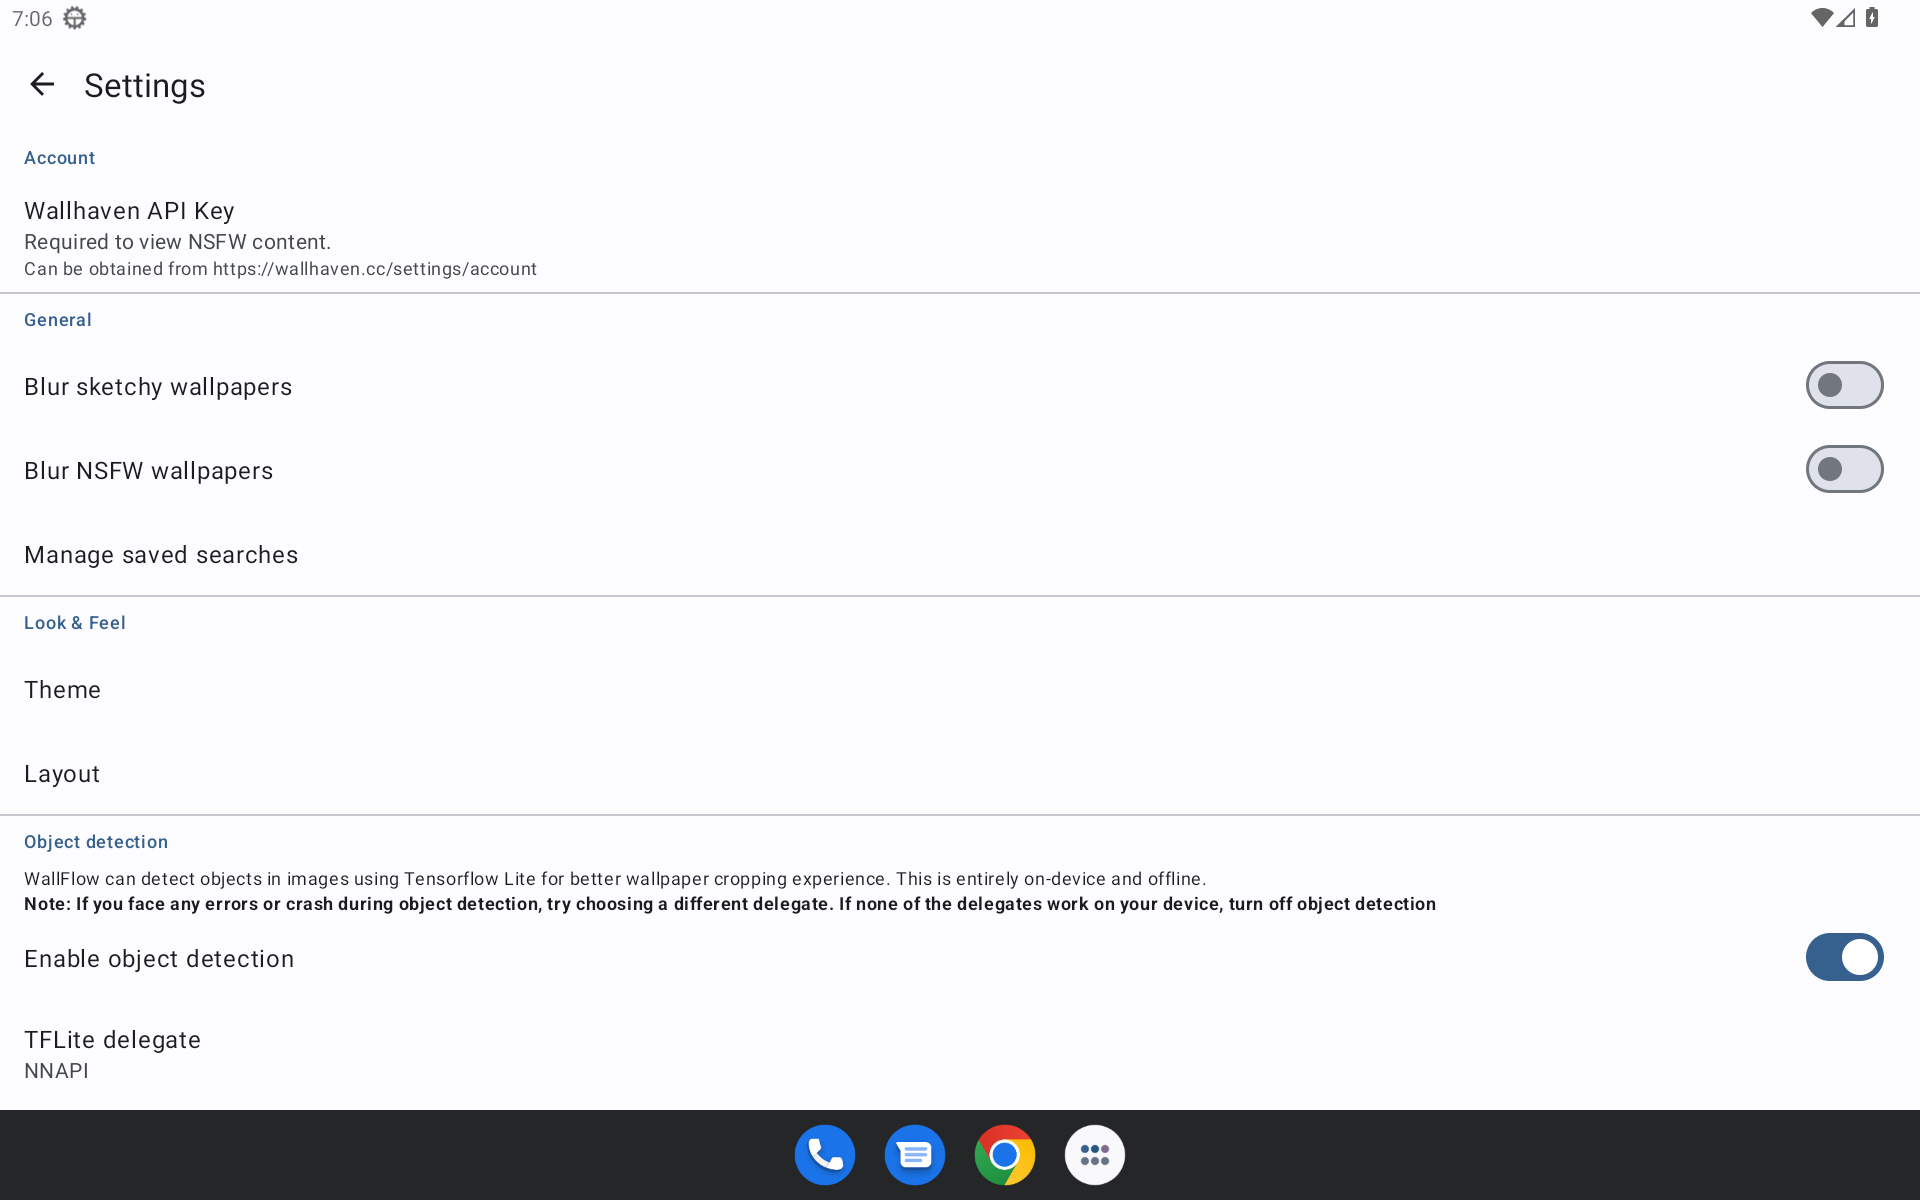 7:06
Settings
Account
Wallhaven API Key
Required to view NSFW content.
Can be obtained from https://wallhaven.cc/settings/account
General
Blur sketchy wallpapers
Blur NSFW wallpapers
Manage saved searches
Look & Feel
Theme
Layout
Object detection
WallFlow can detect objects in images using Tensorflow Lite for better wallpaper cropping experience. This is entirely on-device and offline.
Note: If you face any errors or crash during object detection, try choosing a different delegate. If none of the delegates work on your device, turn off object detection
Enable object detection
TFLite delegate
NNAPI